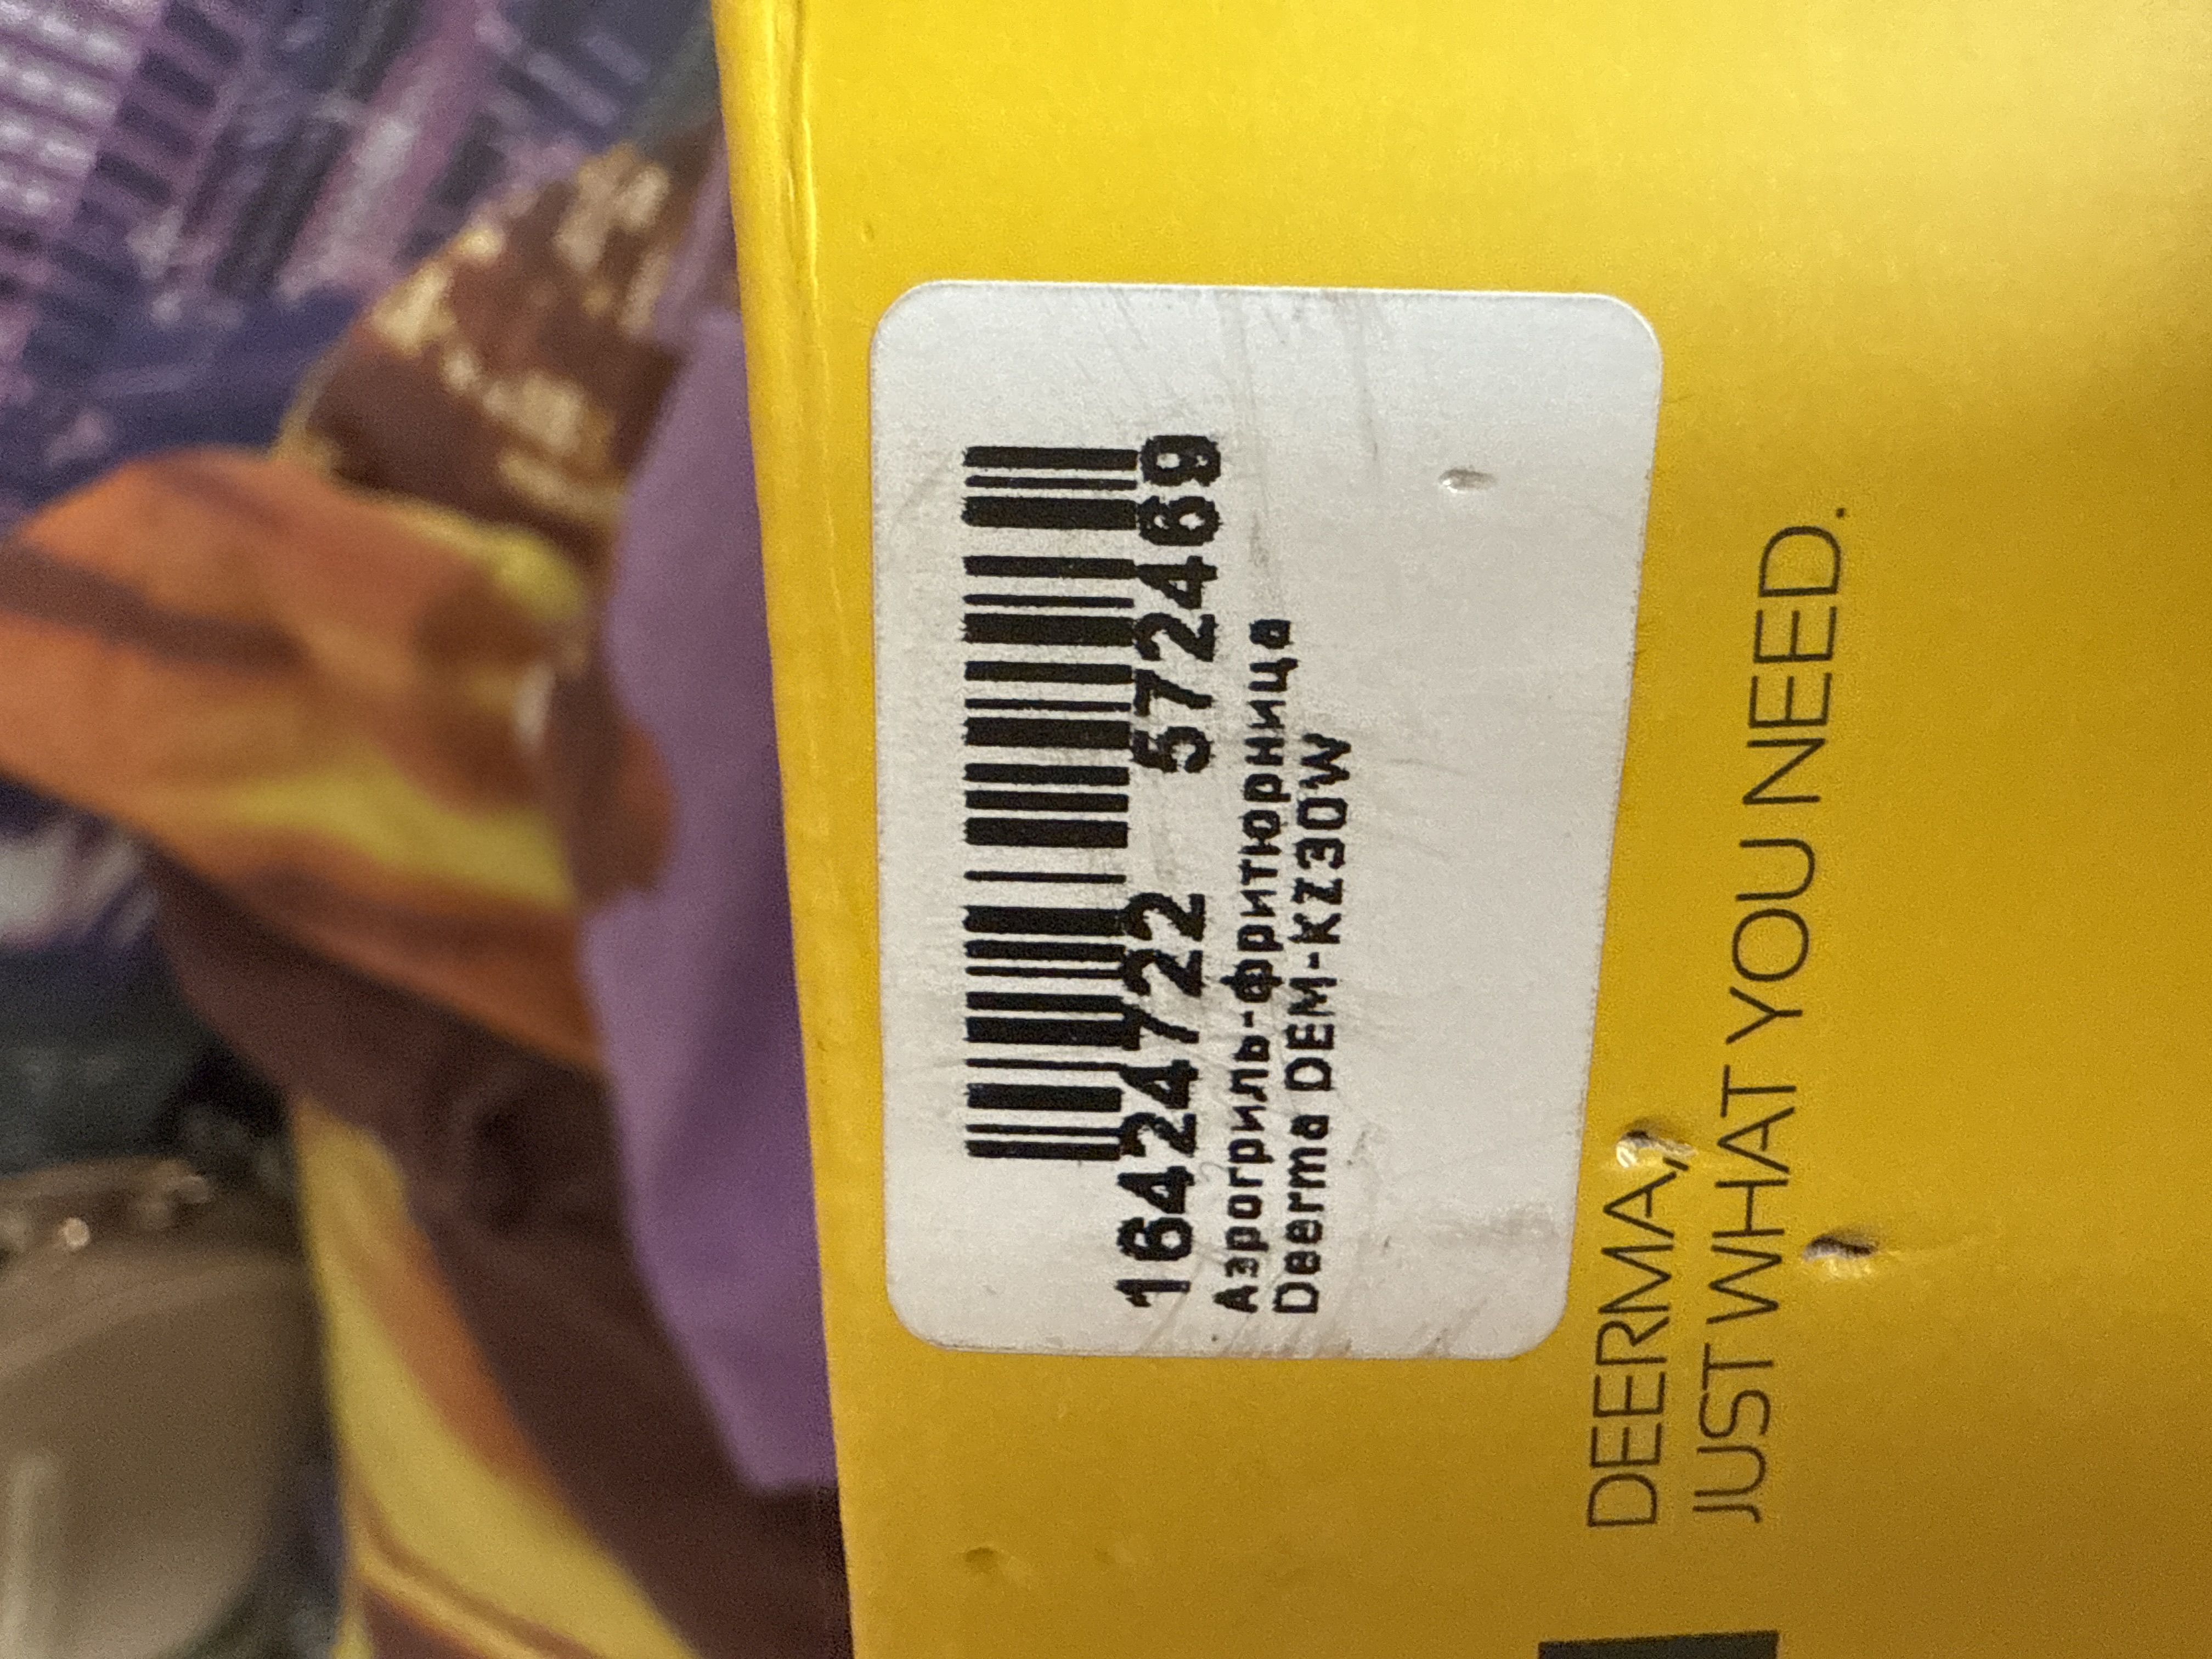 16424722 572469
Аэрогриль-фритюрница
Deerma DEM-KZ30W
DEERMA,
JUST WHAT YOU NEED.